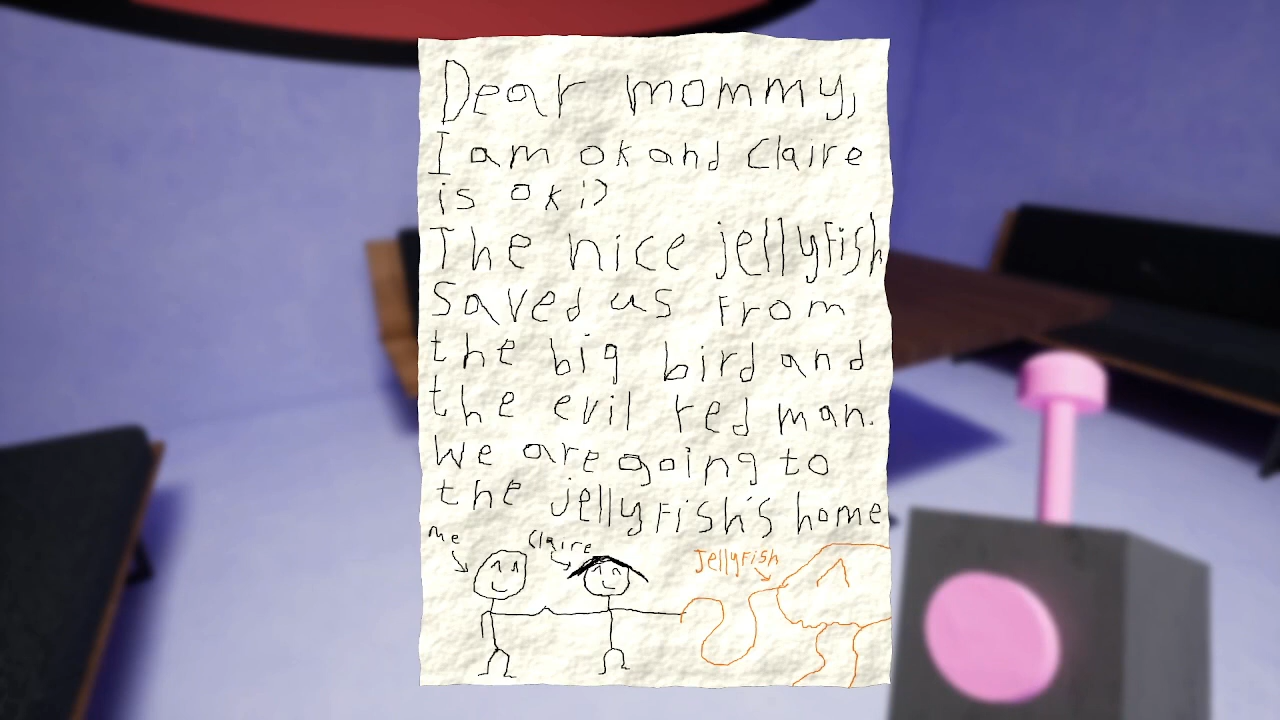 Dear mommy,
I am ok and Claire
is ok :)
The nice jellyfish
saved us from
the big bird and
the evil red man.
We are going to
the jellyfish's home
Me
Claire
Jellyfish